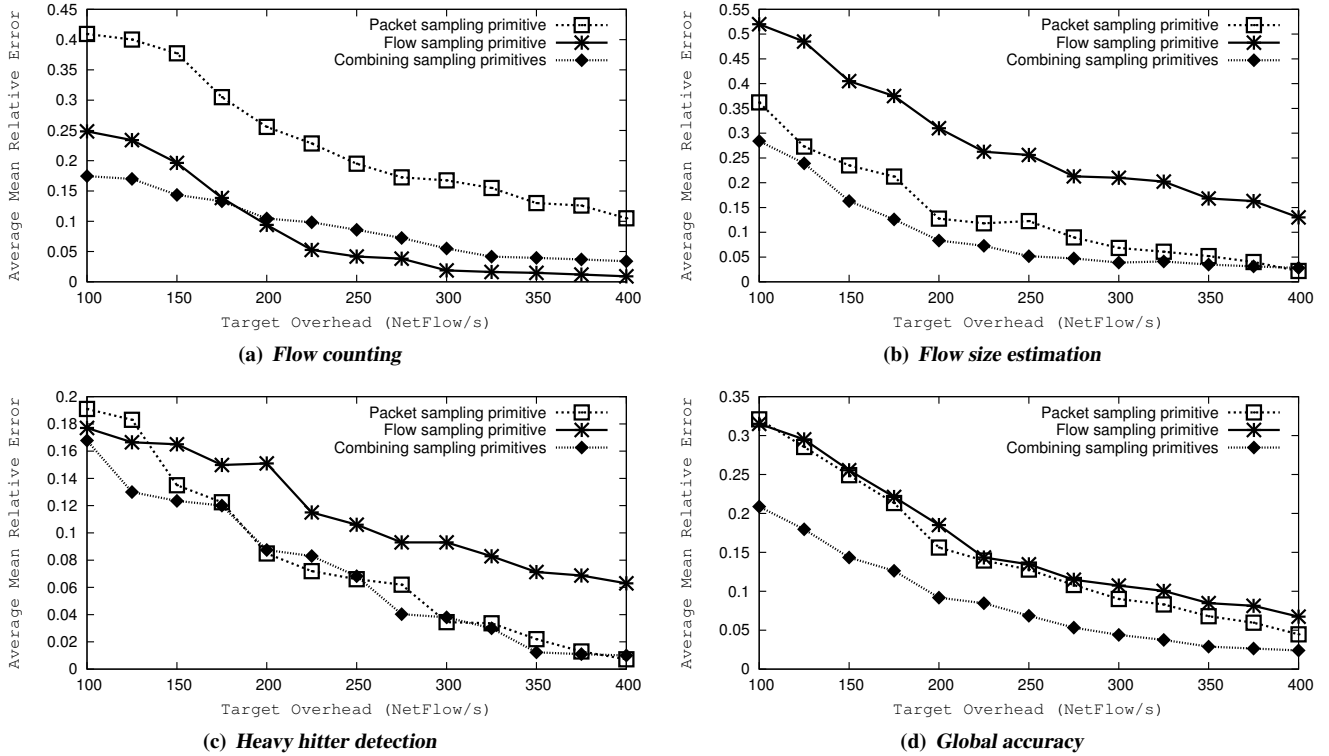 Average Mean Relative Error
0.45
0.4
0.35
0.3
0.25
0.2
0.15
0.1
0.05
0
Packet sampling primitive
Flow sampling primitive
Combining sampling primitives
100 150 200 250 300 350 400
Target Overhead (NetFlow/s)
(a) Flow counting
Average Mean Relative Error
0.55
0.5
0.45
0.4
0.35
0.3
0.25
0.2
0.15
0.1
0.05
0
Packet sampling primitive
Flow sampling primitive
Combining sampling primitives
100 150 200 250 300 350 400
Target Overhead (NetFlow/s)
(b) Flow size estimation
Average Mean Relative Error
0.2
0.18
0.16
0.14
0.12
0.1
0.08
0.06
0.04
0.02
0
Packet sampling primitive
Flow sampling primitive
Combining sampling primitives
100 150 200 250 300 350 400
Target Overhead (NetFlow/s)
(c) Heavy hitter detection
Average Mean Relative Error
0.35
0.3
0.25
0.2
0.15
0.1
0.05
0
Packet sampling primitive
Flow sampling primitive
Combining sampling primitives
100 150 200 250 300 350 400
Target Overhead (NetFlow/s)
(d) Global accuracy